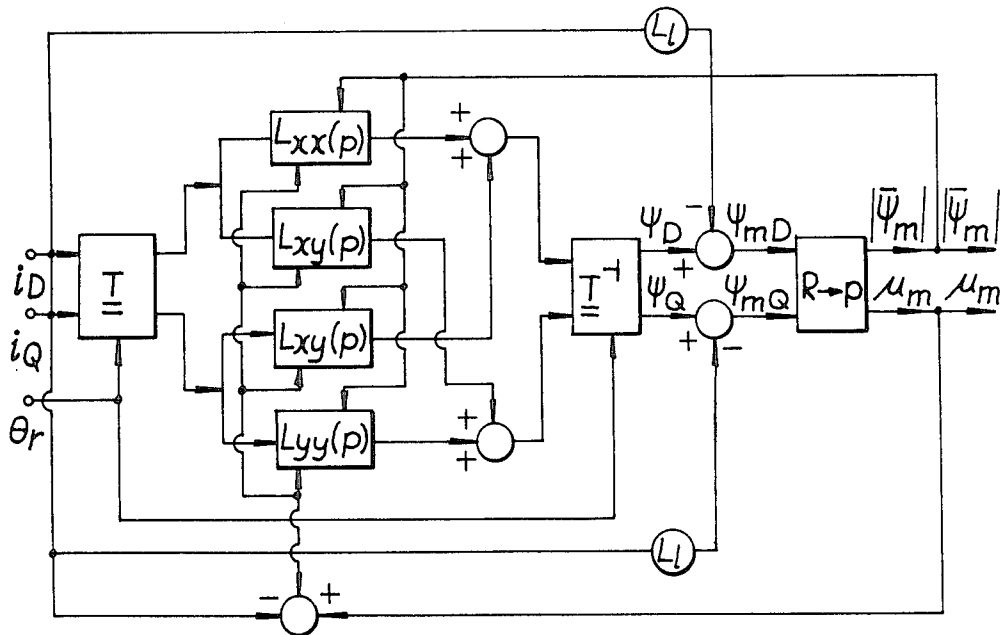 L_l
L_xx(p)
+
+
L_xy(p)
-
ψ_D
ψ_mD
|ψ̅_m|
|ψ̅_m|
+
i_D
T
T⁻¹
R→p
i_Q
ψ_Q
ψ_mQ
μ_m
μ_m
+
-
L_xy(p)
θ_r
L_yy(p)
+
+
L_l
-
+